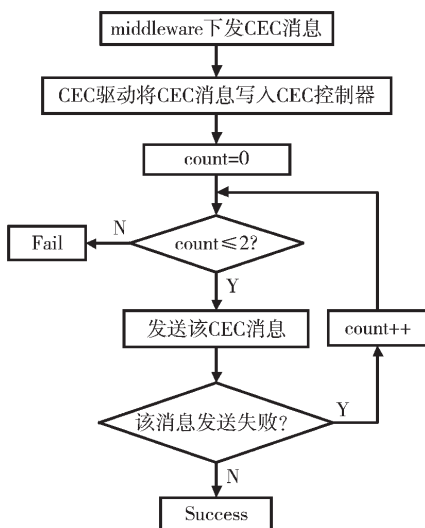 middleware下发CEC消息
CEC驱动将CEC消息写入CEC控制器
count=0
count≤2?
N
Fail
Y
发送该CEC消息
count++
该消息发送失败?
Y
N
Success